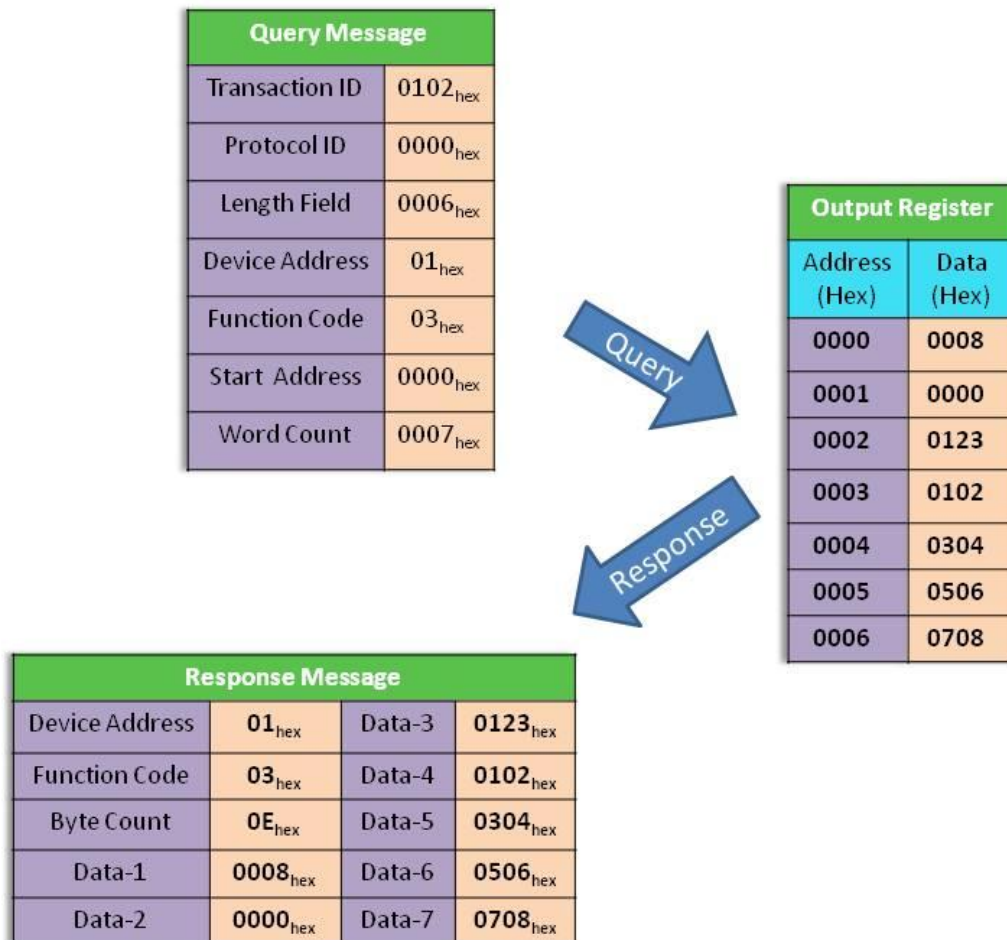 Query Message
Transaction ID 0102hex
Protocol ID 0000hex
Length Field 0006hex
Device Address 01hex
Function Code 03hex
Start Address 0000hex
Word Count 0007hex
Query
Output Register
Address (Hex) Data (Hex)
0000 0008
0001 0000
0002 0123
0003 0102
0004 0304
0005 0506
0006 0708
Response
Response Message
Device Address 01hex Data-3 0123hex
Function Code 03hex Data-4 0102hex
Byte Count 0Ehex Data-5 0304hex
Data-1 0008hex Data-6 0506hex
Data-2 0000hex Data-7 0708hex